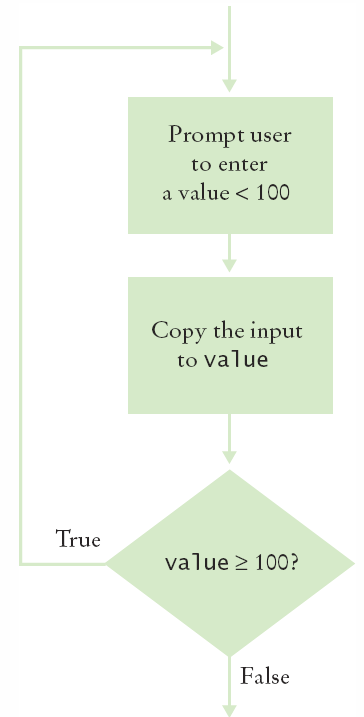 Prompt user
to enter
a value < 100
Copy the input
to value
True
value ≥ 100?
False